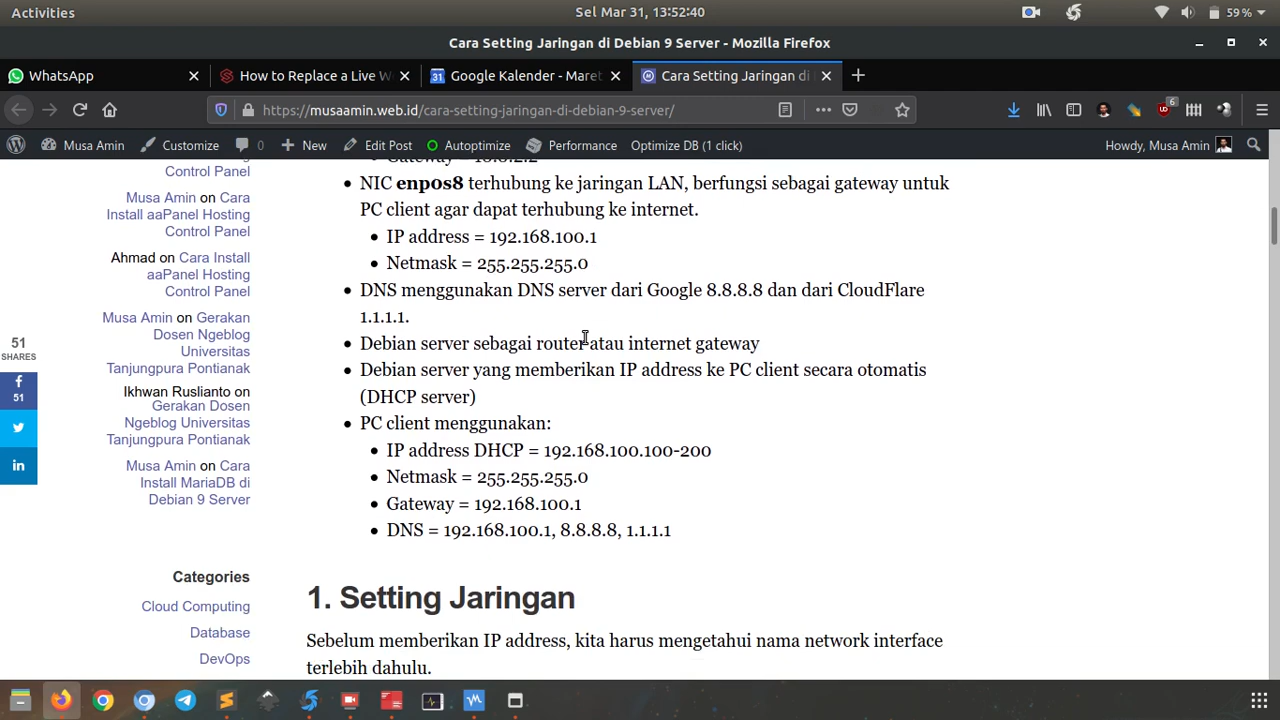 Activities
Sel Mar 31, 13:52:40
59 %
Cara Setting Jaringan di Debian 9 Server - Mozilla Firefox
WhatsApp
How to Replace a Live W
Google Kalender - Maret
Cara Setting Jaringan di
https://musaamin.web.id/cara-setting-jaringan-di-debian-9-server/
6
Musa Amin
Customize
0
New
Edit Post
Autoptimize
Performance
Optimize DB (1 click)
Howdy, Musa Amin
Control Panel
Musa Amin on Cara
Install aaPanel Hosting
Control Panel
Ahmad on Cara Install
aaPanel Hosting
Control Panel
Musa Amin on Gerakan
Dosen Ngeblog
Universitas
Tanjungpura Pontianak
Ikhwan Ruslianto on
Gerakan Dosen
Ngeblog Universitas
Tanjungpura Pontianak
Musa Amin on Cara
Install MariaDB di
Debian 9 Server
Categories
Cloud Computing
Database
DevOps
51
SHARES
51
Gateway =
NIC enp0s8 terhubung ke jaringan LAN, berfungsi sebagai gateway untuk
PC client agar dapat terhubung ke internet.
IP address = 192.168.100.1
Netmask = 255.255.255.0
DNS menggunakan DNS server dari Google 8.8.8.8 dan dari CloudFlare
1.1.1.1.
Debian server sebagai router atau internet gateway
Debian server yang memberikan IP address ke PC client secara otomatis
(DHCP server)
PC client menggunakan:
IP address DHCP = 192.168.100.100-200
Netmask = 255.255.255.0
Gateway = 192.168.100.1
DNS = 192.168.100.1, 8.8.8.8, 1.1.1.1
1. Setting Jaringan
Sebelum memberikan IP address, kita harus mengetahui nama network interface
terlebih dahulu.